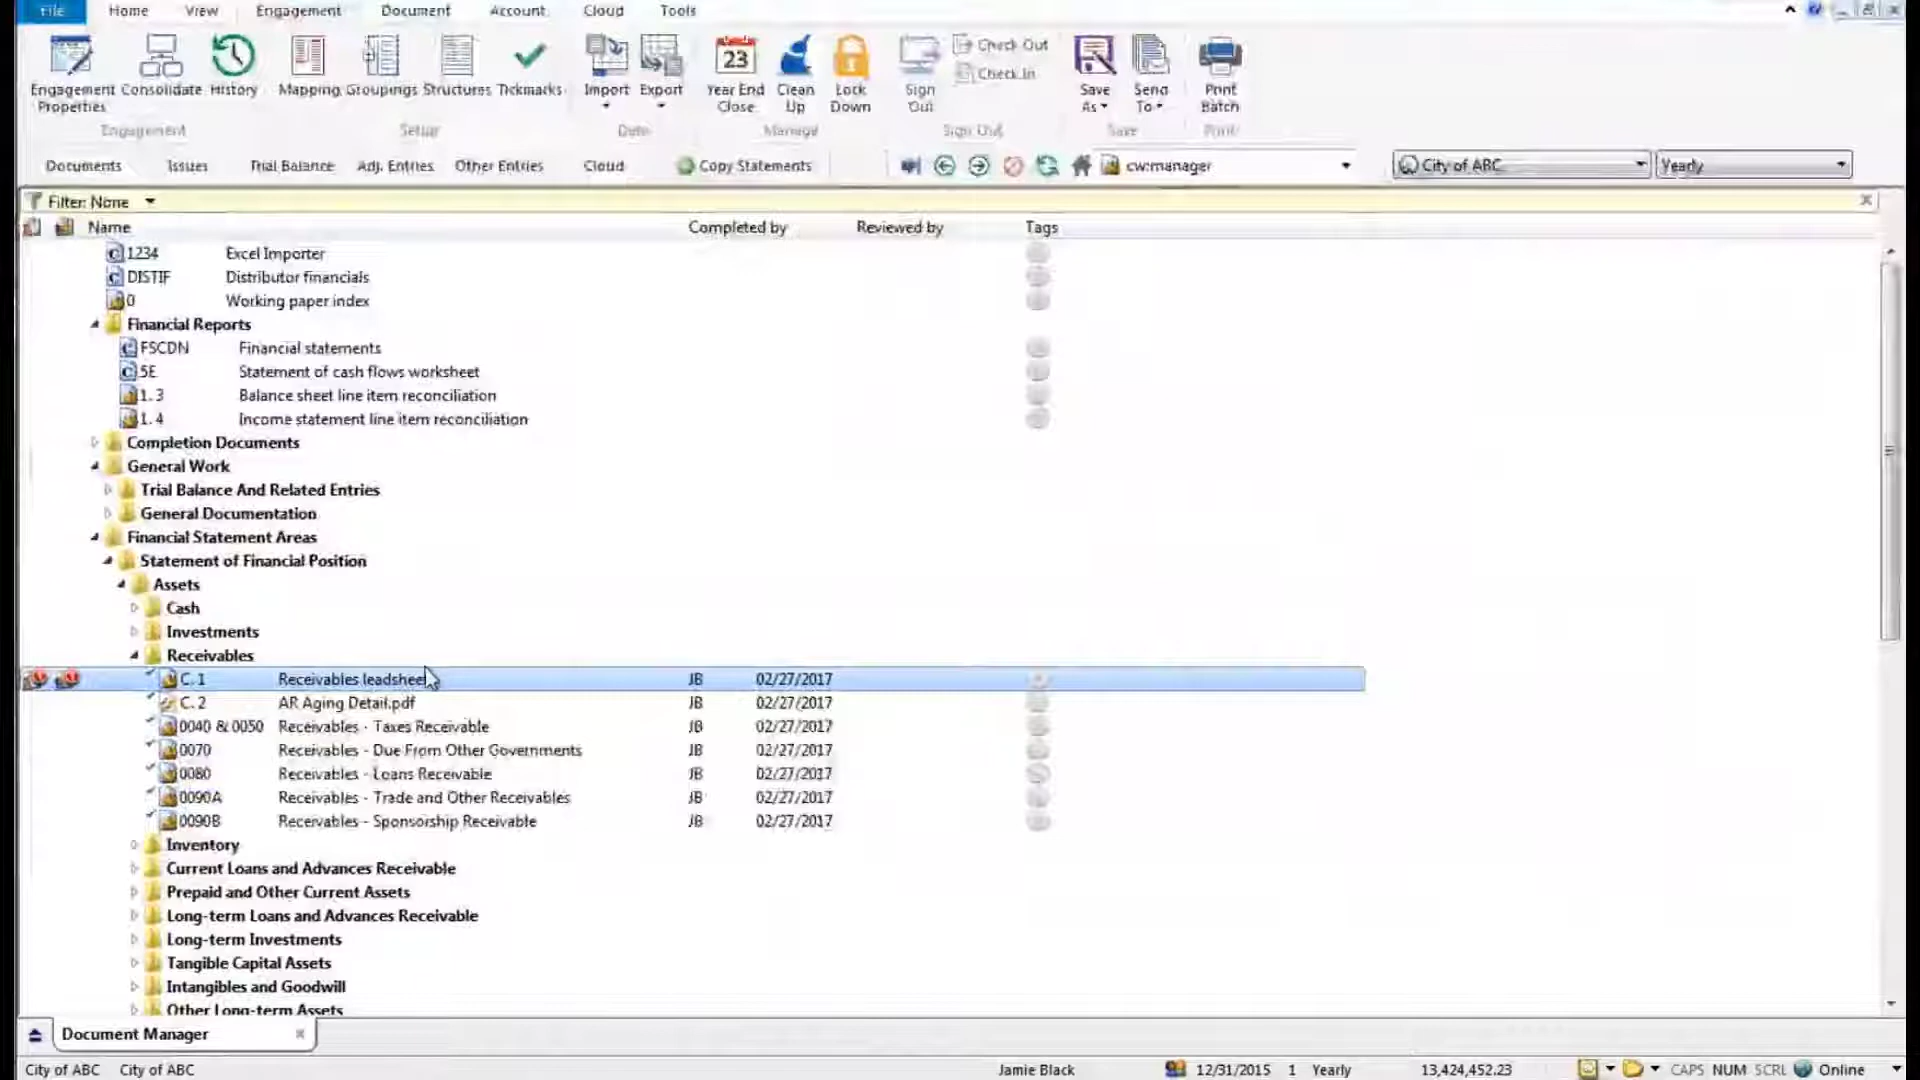 File Home View Engagement Document Account Cloud Tools
Engagement Properties Consolidate History Mapping Groupings Structures Tickmarks Import Export 23 Year End Close Clean Up Lock Down Sign Out Check Out Check In Save As Send To Print Batch
Engagement Setup Data Manage Sign Out Save Print
Documents Issues Trial Balance Adj. Entries Other Entries Cloud Copy Statements cw:manager City of ABC Yearly
Filter: None
Name Completed by Reviewed by Tags
1234 Excel Importer
DISTIF Distributor financials
0 Working paper index
Financial Reports
FSCDN Financial statements
5E Statement of cash flows worksheet
1. 3 Balance sheet line item reconciliation
1. 4 Income statement line item reconciliation
Completion Documents
General Work
Trial Balance And Related Entries
General Documentation
Financial Statement Areas
Statement of Financial Position
Assets
Cash
Investments
Receivables
C. 1 Receivables leadsheet JB 02/27/2017
C. 2 AR Aging Detail.pdf JB 02/27/2017
0040 & 0050 Receivables - Taxes Receivable JB 02/27/2017
0070 Receivables - Due From Other Governments JB 02/27/2017
0080 Receivables - Loans Receivable JB 02/27/2017
0090A Receivables - Trade and Other Receivables JB 02/27/2017
0090B Receivables - Sponsorship Receivable JB 02/27/2017
Inventory
Current Loans and Advances Receivable
Prepaid and Other Current Assets
Long-term Loans and Advances Receivable
Long-term Investments
Tangible Capital Assets
Intangibles and Goodwill
Other Long-term Assets
Document Manager
City of ABC City of ABC Jamie Black 12/31/2015 1 Yearly 13,424,452.23 CAPS NUM SCRL Online